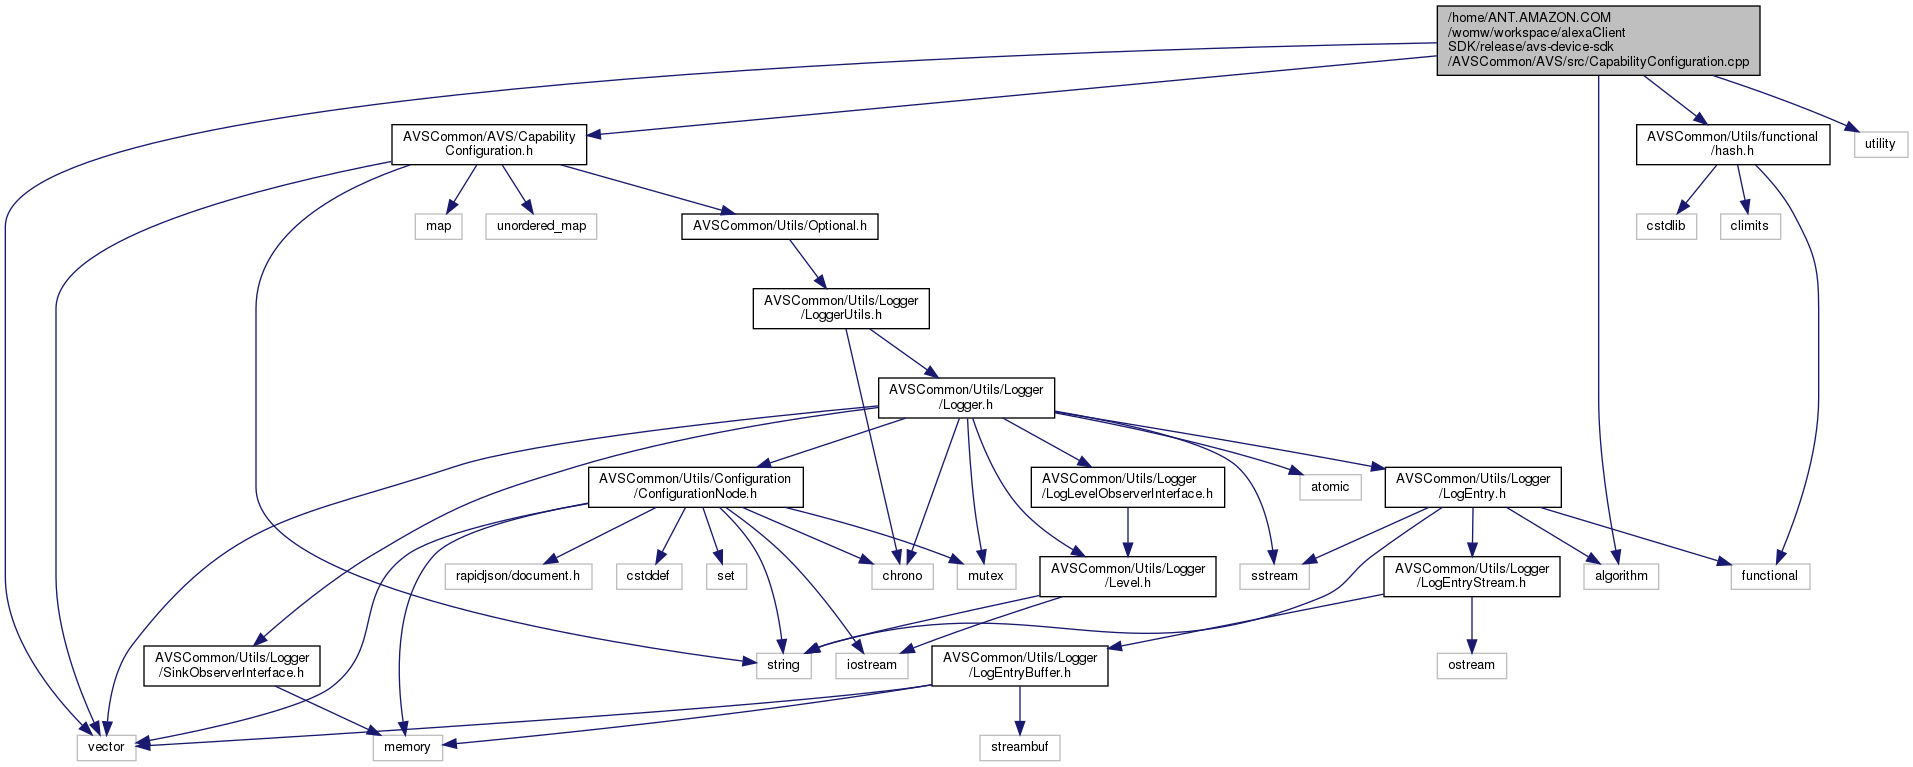 /home/ANT.AMAZON.COM
/womw/workspace/alexaClient
SDK/release/avs-device-sdk
/AVSCommon/AVS/src/CapabilityConfiguration.cpp
AVSCommon/AVS/Capability
Configuration.h
AVSCommon/Utils/functional
/hash.h
utility
map
unordered_map
AVSCommon/Utils/Optional.h
cstdlib
climits
AVSCommon/Utils/Logger
/LoggerUtils.h
AVSCommon/Utils/Logger
/Logger.h
AVSCommon/Utils/Configuration
/ConfigurationNode.h
AVSCommon/Utils/Logger
/LogLevelObserverInterface.h
atomic
AVSCommon/Utils/Logger
/LogEntry.h
rapidjson/document.h
cstddef
set
chrono
mutex
AVSCommon/Utils/Logger
/Level.h
sstream
AVSCommon/Utils/Logger
/LogEntryStream.h
algorithm
functional
AVSCommon/Utils/Logger
/SinkObserverInterface.h
string
iostream
AVSCommon/Utils/Logger
/LogEntryBuffer.h
ostream
vector
memory
streambuf